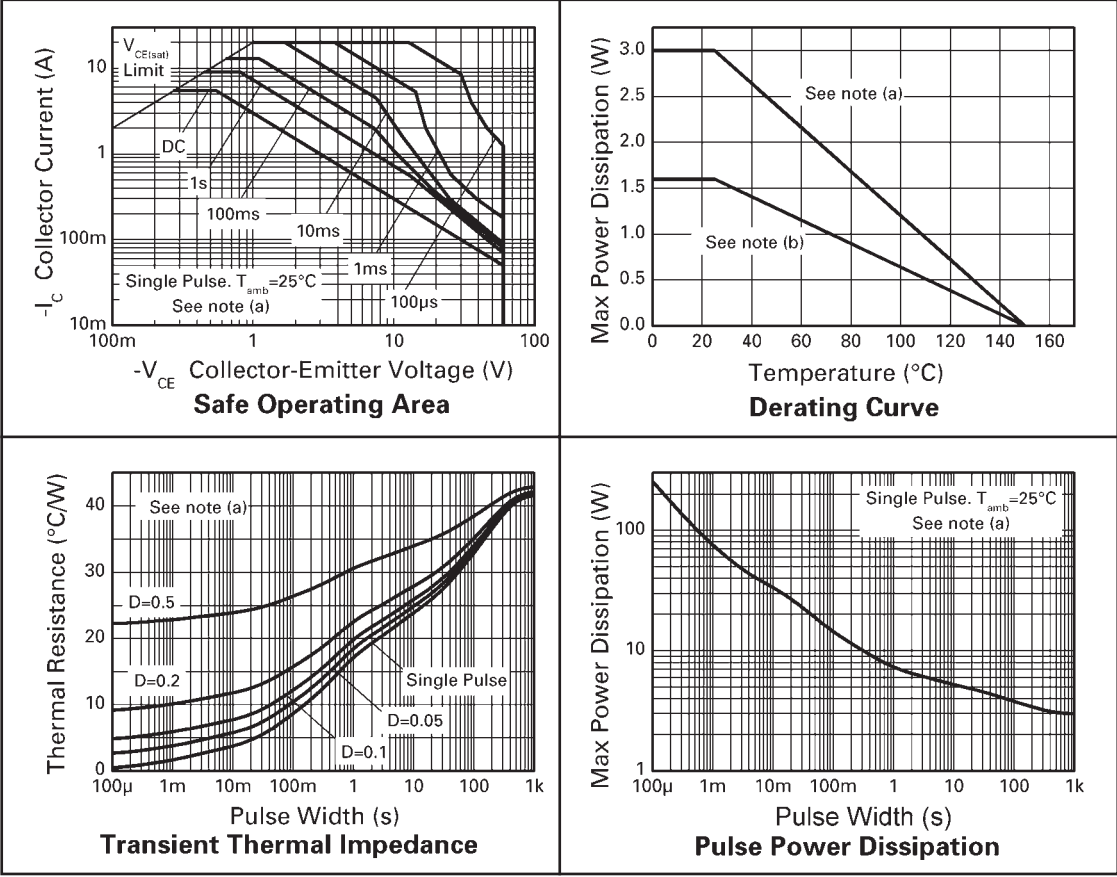 -I_C Collector Current (A)
V_CE(sat)
Limit
10
1
100m
10m
DC
1s
100ms
10ms
1ms
100µs
Single Pulse. T_amb=25°C
See note (a)
100m 1 10 100
-V_CE Collector-Emitter Voltage (V)
Safe Operating Area
Max Power Dissipation (W)
3.0
2.5
2.0
1.5
1.0
0.5
0.0
See note (a)
See note (b)
0 20 40 60 80 100 120 140 160
Temperature (°C)
Derating Curve
Thermal Resistance (°C/W)
40
30
20
10
0
See note (a)
D=0.5
D=0.2
Single Pulse
D=0.05
D=0.1
100µ 1m 10m 100m 1 10 100 1k
Pulse Width (s)
Transient Thermal Impedance
Max Power Dissipation (W)
100
10
1
Single Pulse. T_amb=25°C
See note (a)
100µ 1m 10m 100m 1 10 100 1k
Pulse Width (s)
Pulse Power Dissipation